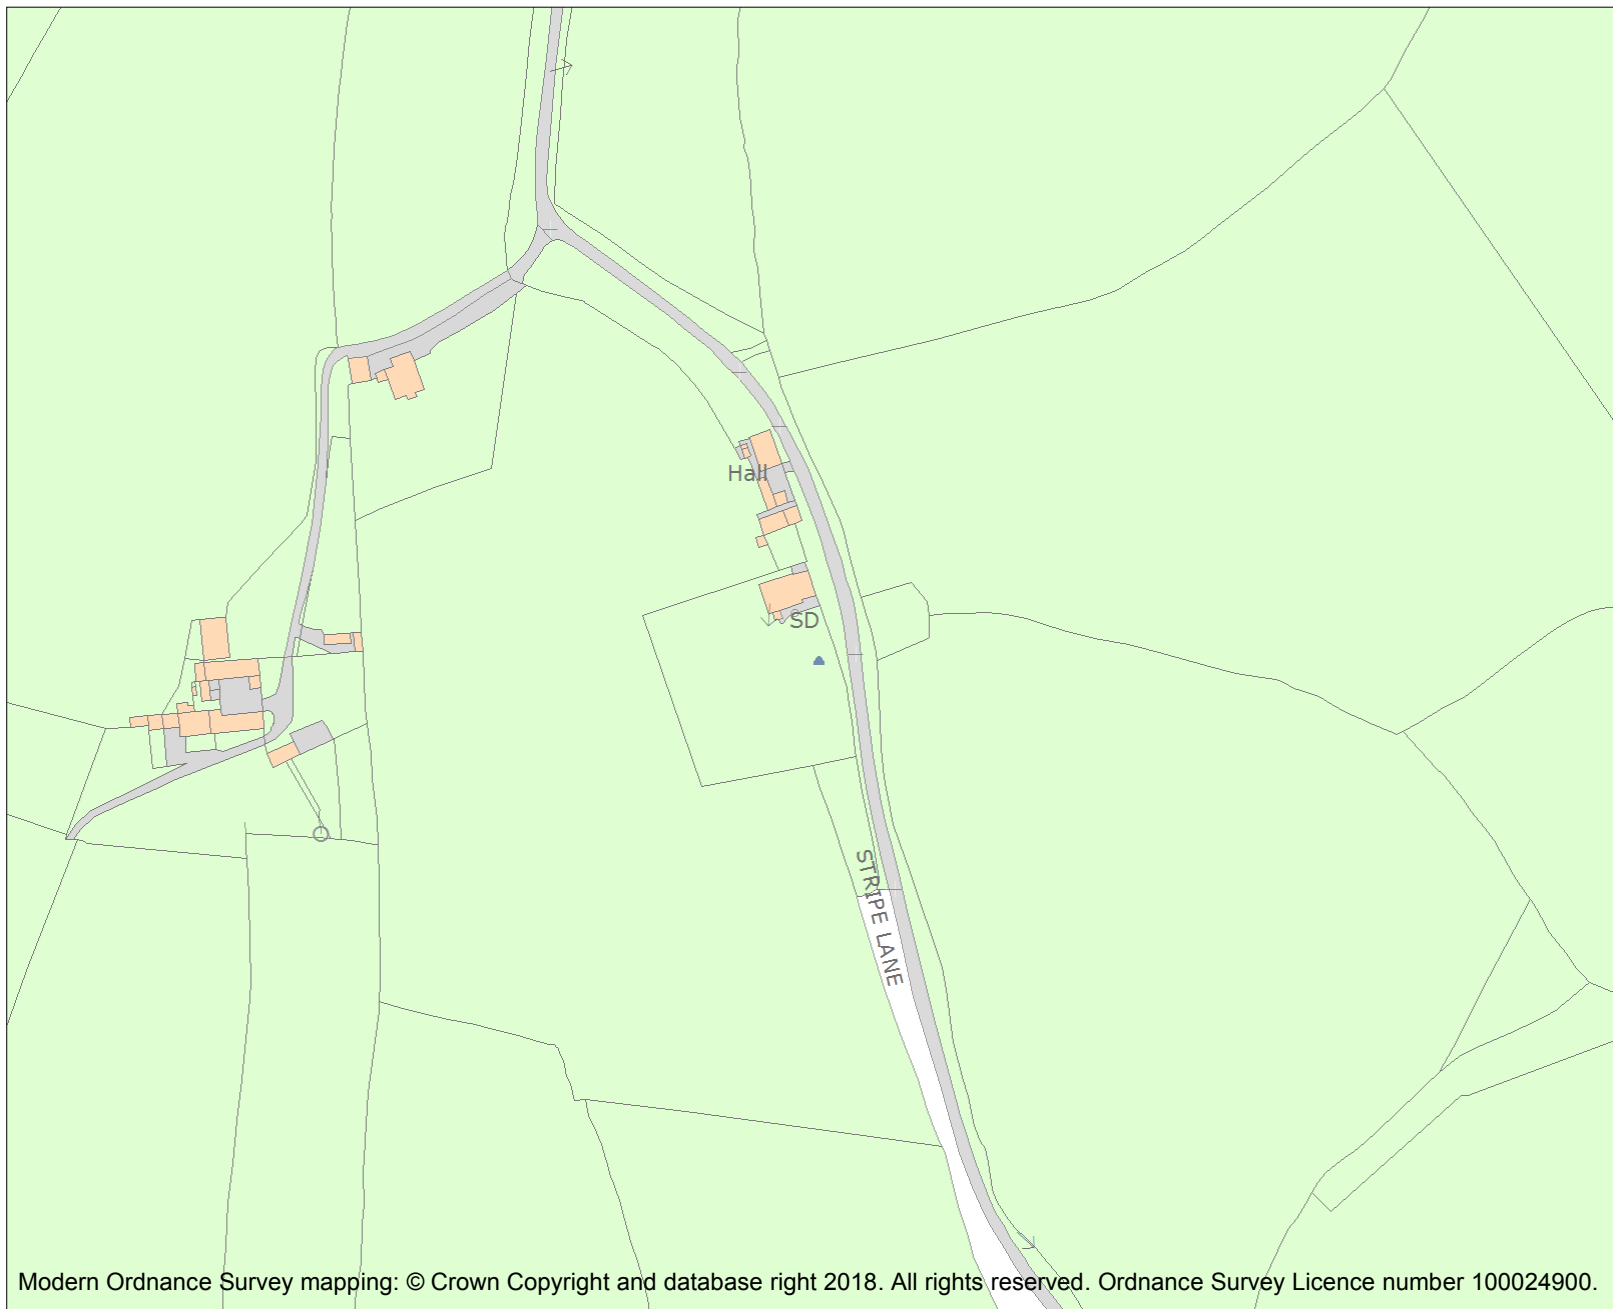 Hall
SD
STRIPE LANE
Modern Ordnance Survey mapping: © Crown Copyright and database right 2018. All rights reserved. Ordnance Survey Licence number 100024900.